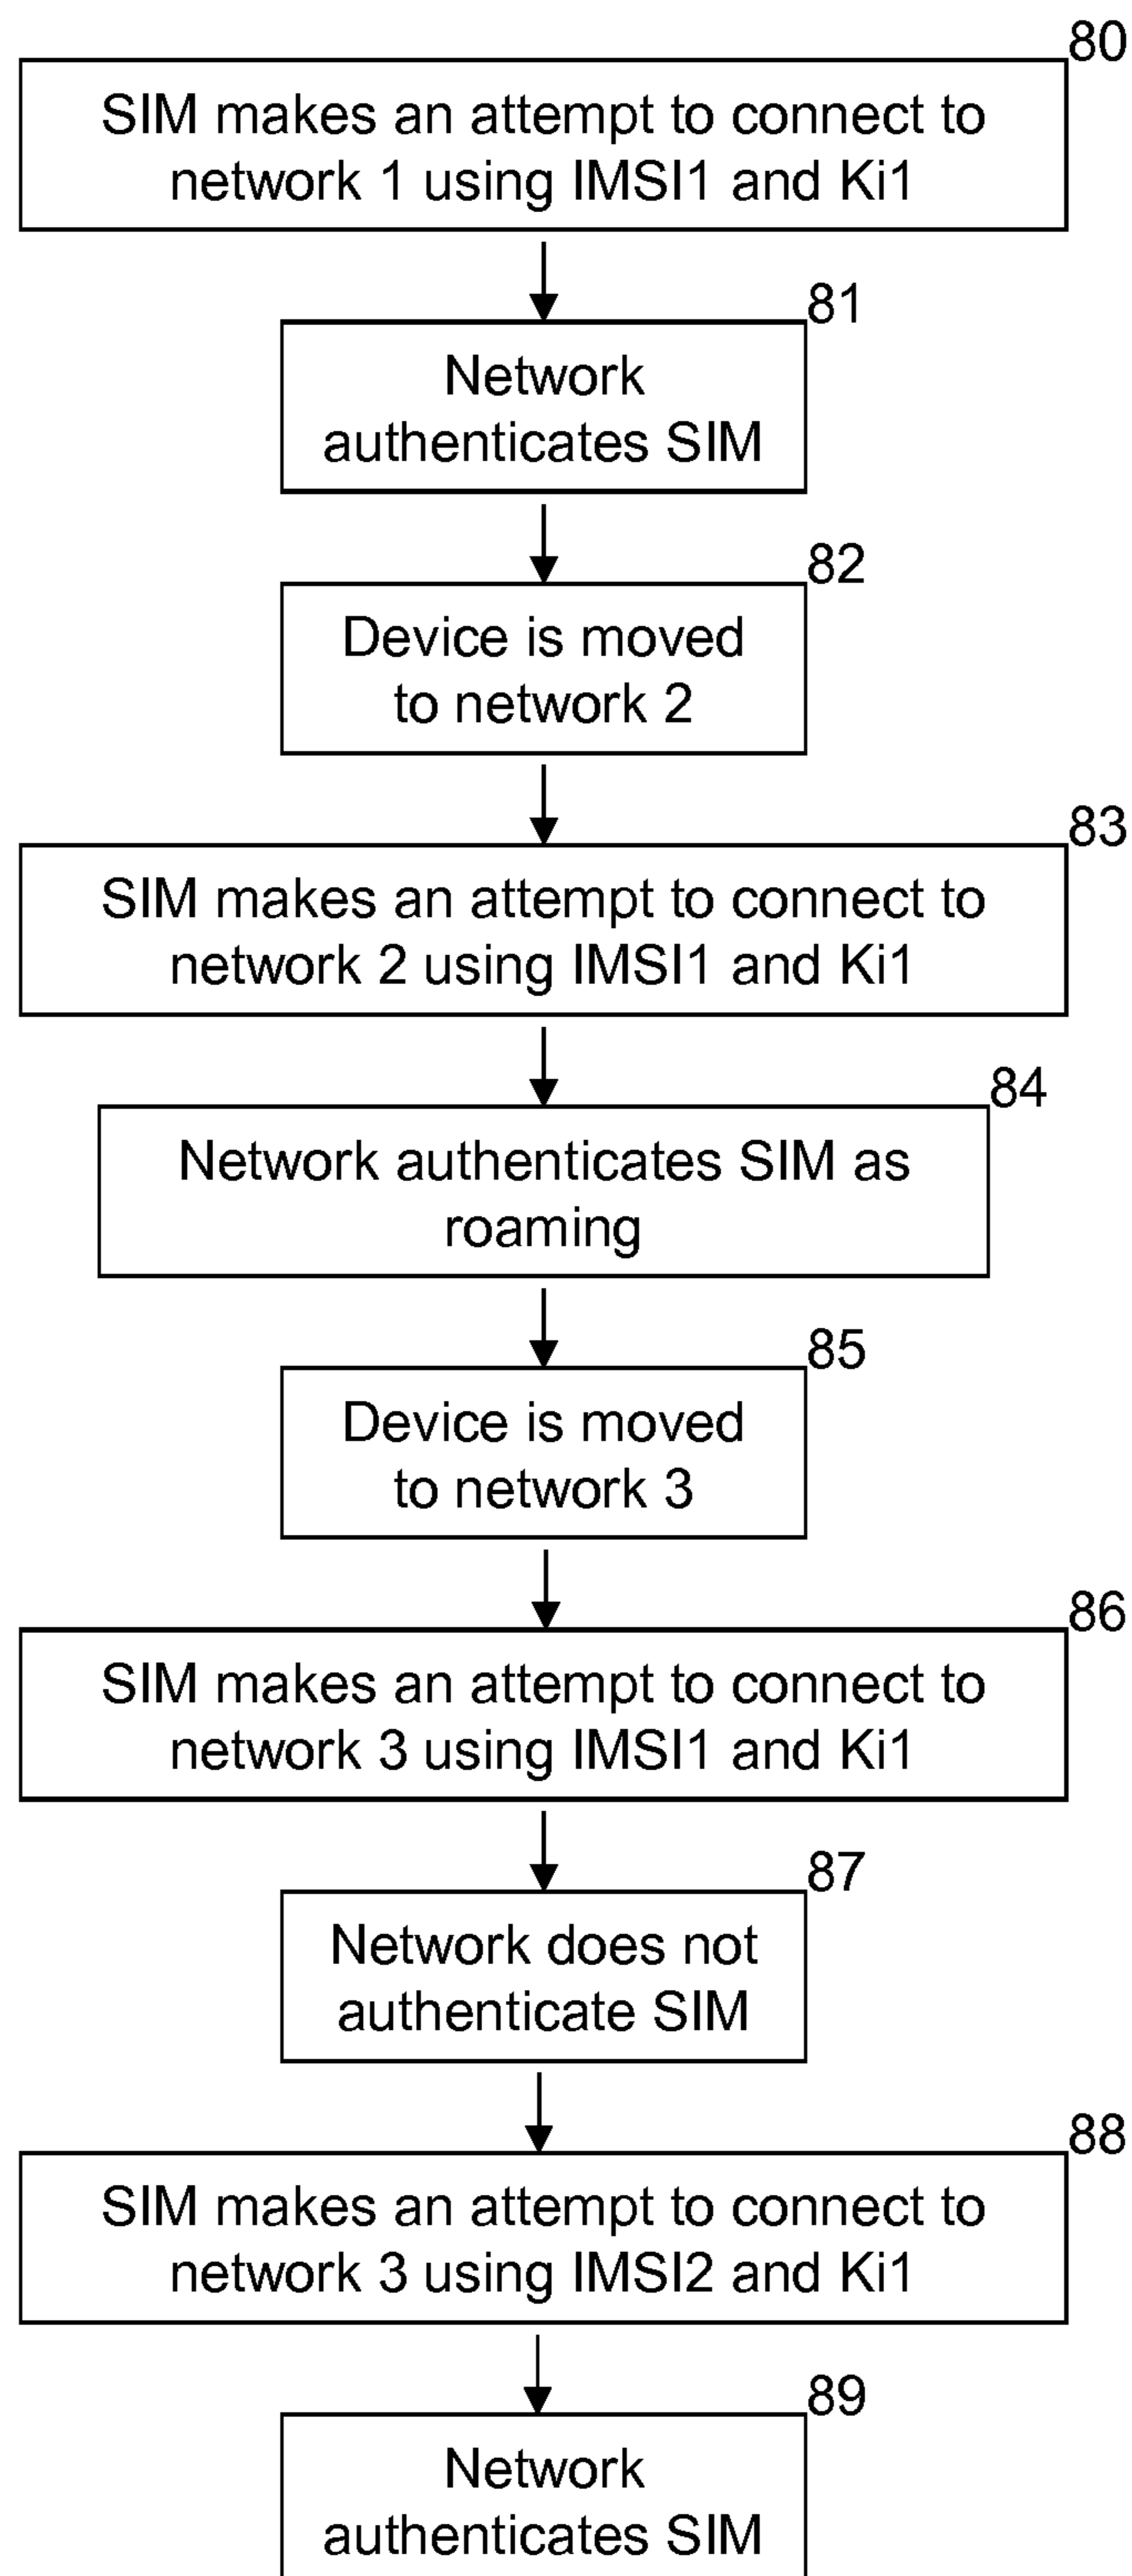 80
SIM makes an attempt to connect to
network 1 using IMSI1 and Ki1
81
Network
authenticates SIM
82
Device is moved
to network 2
83
SIM makes an attempt to connect to
network 2 using IMSI1 and Ki1
84
Network authenticates SIM as
roaming
85
Device is moved
to network 3
86
SIM makes an attempt to connect to
network 3 using IMSI1 and Ki1
87
Network does not
authenticate SIM
88
SIM makes an attempt to connect to
network 3 using IMSI2 and Ki1
89
Network
authenticates SIM